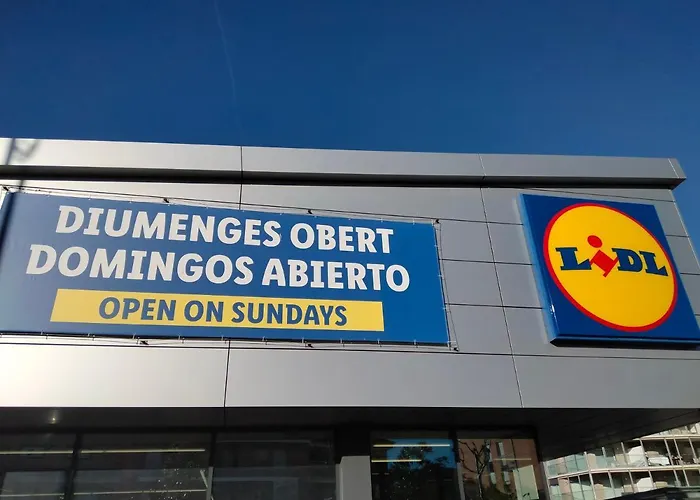 DIUMENGES OBERT
DOMINGOS ABIERTO
OPEN ON SUNDAYS
LiDL